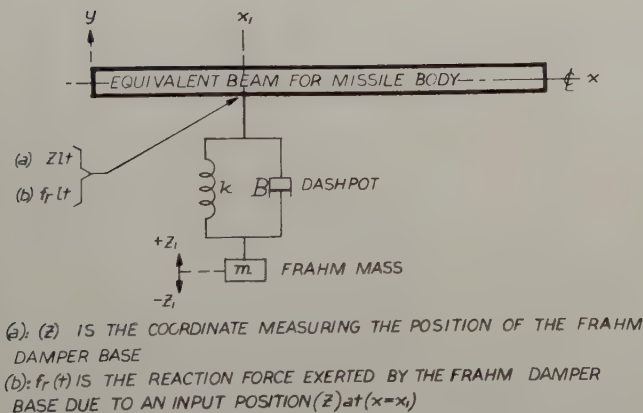 y
x₁
EQUIVALENT BEAM FOR MISSILE BODY
℄ x
(a) Z(t
(b) fᵣ(t
k
B
DASHPOT
+Z₁
m
FRAHM MASS
-Z₁
(a): (Z) IS THE COORDINATE MEASURING THE POSITION OF THE FRAHM
DAMPER BASE
(b): fᵣ(t) IS THE REACTION FORCE EXERTED BY THE FRAHM DAMPER
BASE DUE TO AN INPUT POSITION (Z) at (x=x₁)